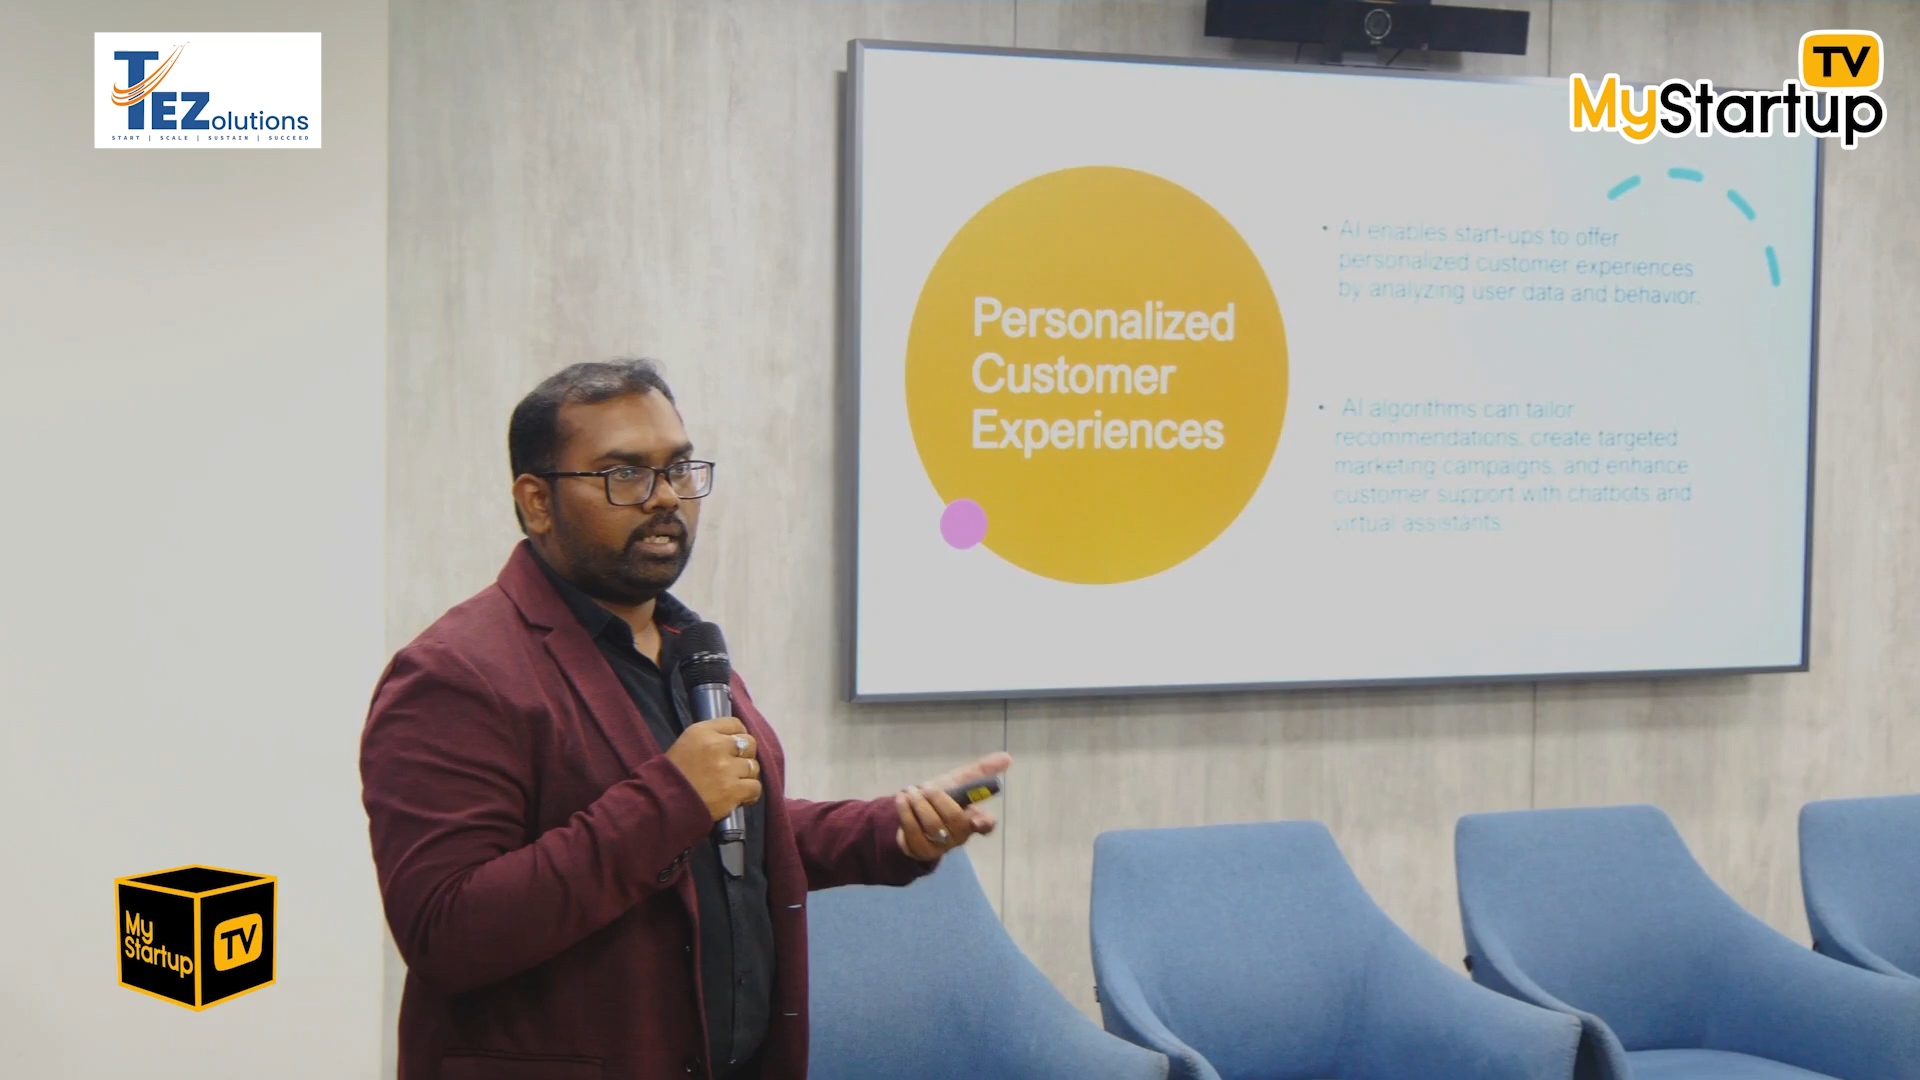 TEZolutions
START | SCALE | SUSTAIN | SUCCEED
TV
MyStartup
Personalized
Customer
Experiences
• AI enables start-ups to offer
personalized customer experiences
by analyzing user data and behavior.
• AI algorithms can tailor
recommendations, create targeted
marketing campaigns, and enhance
customer support with chatbots and
virtual assistants.
My
Startup
TV